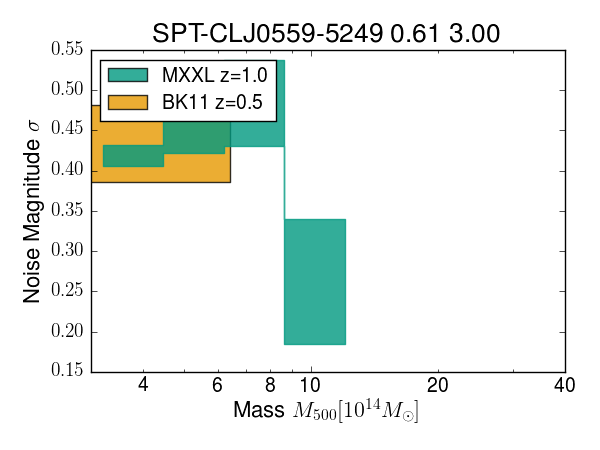 SPT-CLJ0559-5249 0.61 3.00
MXXL z=1.0
BK11 z=0.5
Noise Magnitude σ
0.55
0.50
0.45
0.40
0.35
0.30
0.25
0.20
0.15
4 6 8 10 20 40
Mass M₅₀₀[10¹⁴M⊙]